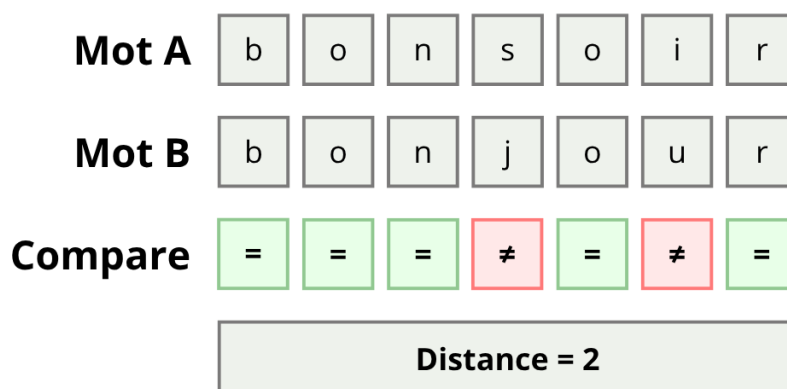 Mot A b o n s o i r
Mot B b o n j o u r
Compare = = = ≠ = ≠ =
Distance = 2